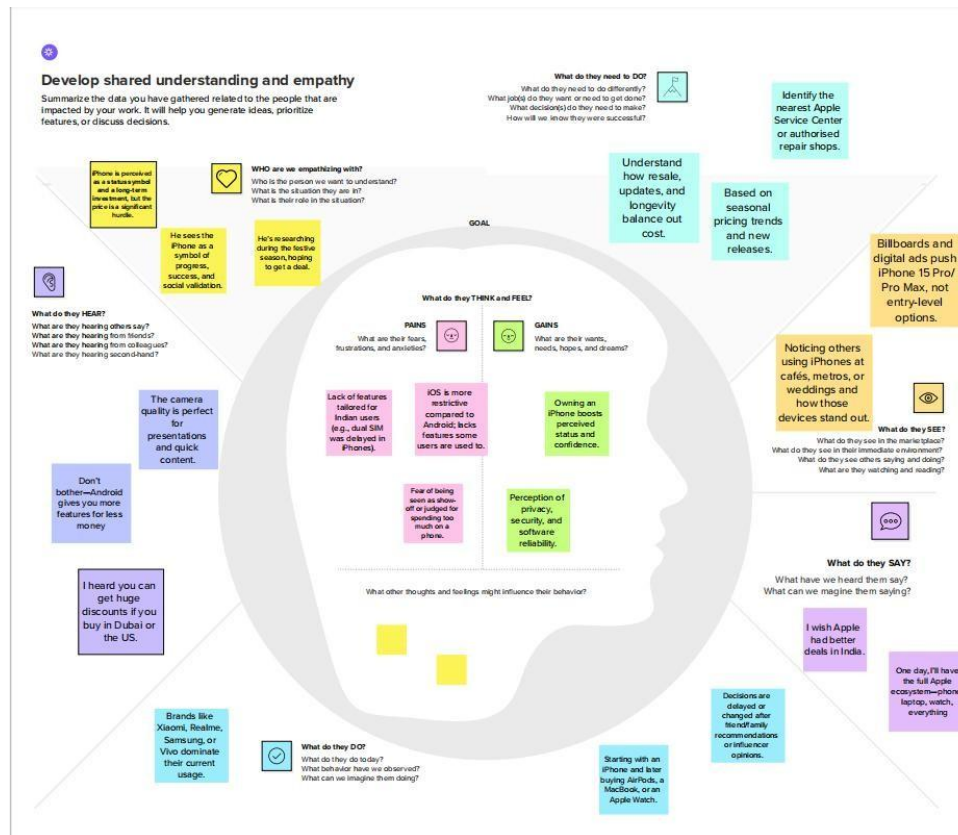 Develop shared understanding and empathy
Summarize the data you have gathered related to the people that are
impacted by your work. It will help you generate ideas, prioritize
features, or discuss decisions.
What do they need to DO?
What do they need to do differently?
What job(s) do they want or need to get done?
What decision(s) do they need to make?
How will we know they were successful?
Identify the
nearest Apple
Service Center
or authorised
repair shops.
Understand
how resale,
updates, and
longevity
balance out
cost.
Based on
seasonal
pricing trends
and new
releases.
iPhone is perceived
as a status symbol
and a long-term
investment, but the
price is a significant
hurdle.
WHO are we empathizing with?
Who is the person we want to understand?
What is the situation they are in?
What is their role in the situation?
He sees the
iPhone as a
symbol of
progress,
success, and
social validation.
He's researching
during the festive
season, hoping
to get a deal.
GOAL
Billboards and
digital ads push
iPhone 15 Pro/
Pro Max, not
entry-level
options.
Noticing others
using iPhones at
cafés, metros, or
weddings and
how those
devices stand out.
What do they SEE?
What do they see in the marketplace?
What do they see in their immediate environment?
What do they see others saying and doing?
What are they watching and reading?
What do they HEAR?
What are they hearing others say?
What are they hearing from friends?
What are they hearing from colleagues?
What are they hearing second-hand?
The camera
quality is perfect
for
presentations
and quick
content.
Don't
bother—Android
gives you more
features for less
money
I heard you can
get huge
discounts if you
buy in Dubai or
the US.
What do they THINK and FEEL?
PAINS
What are their fears,
frustrations, and anxieties?
GAINS
What are their wants,
needs, hopes, and dreams?
Lack of features
tailored for
Indian users
(e.g., dual SIM
was delayed in
iPhones).
iOS is more
restrictive
compared to
Android; lacks
features some
users are used to.
Owning an
iPhone boosts
perceived
status and
confidence.
Fear of being
seen as show-
off or judged for
spending too
much on a
phone.
Perception of
privacy,
security, and
software
reliability.
What other thoughts and feelings might influence their behavior?
What do they SAY?
What have we heard them say?
What can we magine them saying?
I wish Apple
had better
deals in India.
One day, I'll have
the full Apple
ecosystem—phone
laptop, watch,
everything
Brands like
Xiaomi, Realme,
Samsung, or
Vivo dominate
their current
usage.
What do they DO?
What do they do today?
What behavior have we observed?
What can we imagine them doing?
Starting with an
iPhone and later
buying AirPods, a
MacBook, or an
Apple Watch.
Decisions are
delayed or
changed after
friend/family
recommendations
or influencer
opinions.